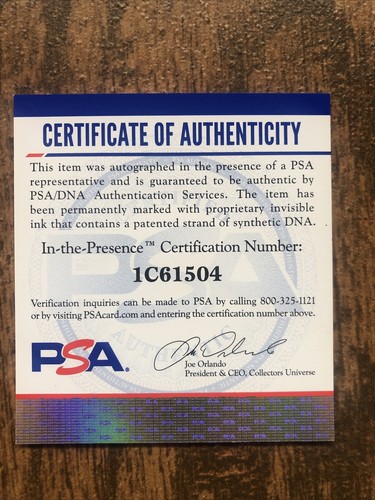 CERTIFICATE OF AUTHENTICITY
This item was autographed in the presence of a PSA
representative and is guaranteed to be authentic by
PSA/DNA Authentication Services. The item has
been permanently marked with proprietary invisible
ink that contains a patented strand of synthetic DNA.
In-the-Presence™ Certification Number:
1C61504
Verification inquiries can be made to PSA by calling 800-325-1121
or by visiting PSAcard.com and entering the certification number above.
PSA.
Joe Orlando
President & CEO, Collectors Universe